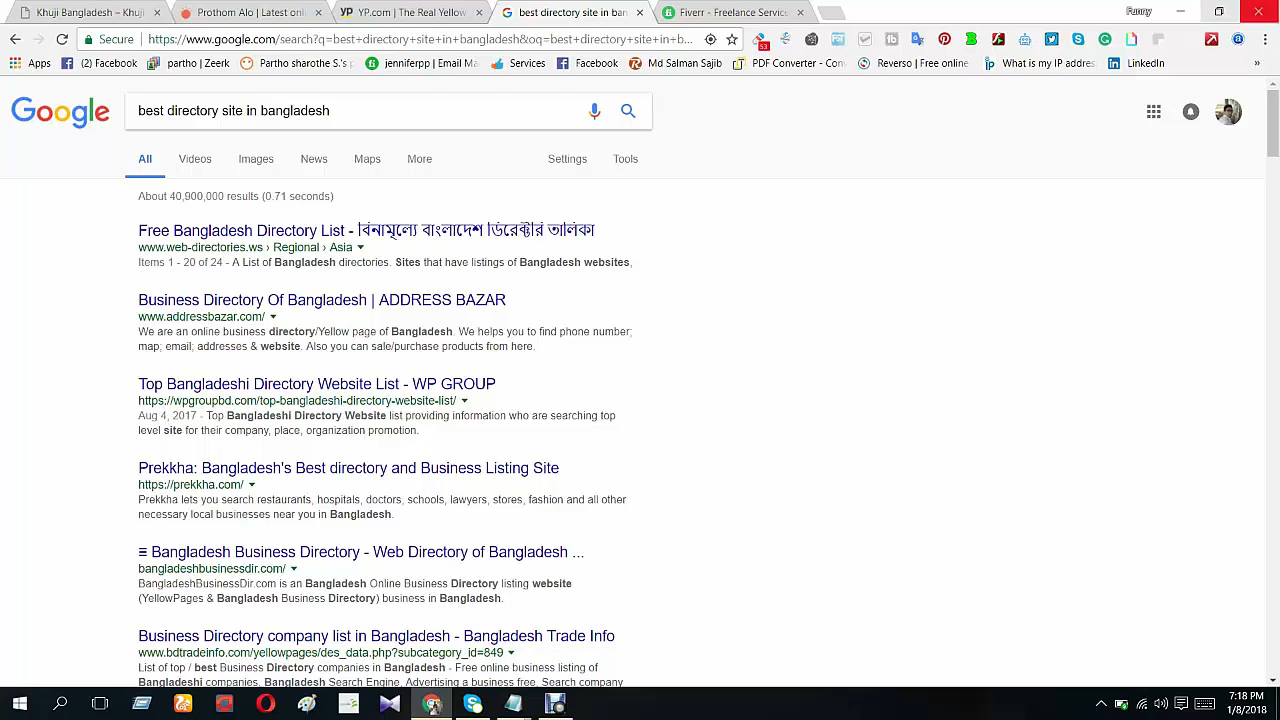 Khuji Bangladesh - Khuji
Prothom Alo | Latest onli
YP.com | The Real Yellow
best directory site in ban
Fiverr - Freelance Servic
Funny
Secure
https://www.google.com/search?q=best+directory+site+in+bangladesh&oq=best+directory+site+in+b...
53
Apps
(2) Facebook
partho | Zeerk
Partho sharothe S.'s p
jenniferpp | Email Ma
Services
Facebook
Md Salman Sajil
PDF Converter - Conv
Reverso | Free online
What is my IP addres
LinkedIn
»
Google
best directory site in bangladesh
All
Videos
Images
News
Maps
More
Settings
Tools
About 40,900,000 results (0.71 seconds)
Free Bangladesh Directory List - বিনামূল্যে বাংলাদেশ ডিরেক্টরি তালিকা
www.web-directories.ws › Regional › Asia
Items 1 - 20 of 24 - A List of Bangladesh directories. Sites that have listings of Bangladesh websites,
Business Directory Of Bangladesh | ADDRESS BAZAR
www.addressbazar.com/
We are an online business directory/Yellow page of Bangladesh. We helps you to find phone number;
map; email; addresses & website. Also you can sale/purchase products from here.
Top Bangladeshi Directory Website List - WP GROUP
https://wpgroupbd.com/top-bangladeshi-directory-website-list/
Aug 4, 2017 - Top Bangladeshi Directory Website list providing information who are searching top
level site for their company, place, organization promotion.
Prekkha: Bangladesh's Best directory and Business Listing Site
https://prekkha.com/
Prekkha lets you search restaurants, hospitals, doctors, schools, lawyers, stores, fashion and all other
necessary local businesses near you in Bangladesh.
≡ Bangladesh Business Directory - Web Directory of Bangladesh ...
bangladeshbusinessdir.com/
BangladeshBusinessDir.com is an Bangladesh Online Business Directory listing website
(YellowPages & Bangladesh Business Directory) business in Bangladesh.
Business Directory company list in Bangladesh - Bangladesh Trade Info
www.bdtradeinfo.com/yellowpages/des_data.php?subcategory_id=849
List of top / best Business Directory companies in Bangladesh - Free online business listing of
Bangladeshi companies, Bangladesh Search Engine, Advertising a business free, Search company
7:18 PM
1/8/2018